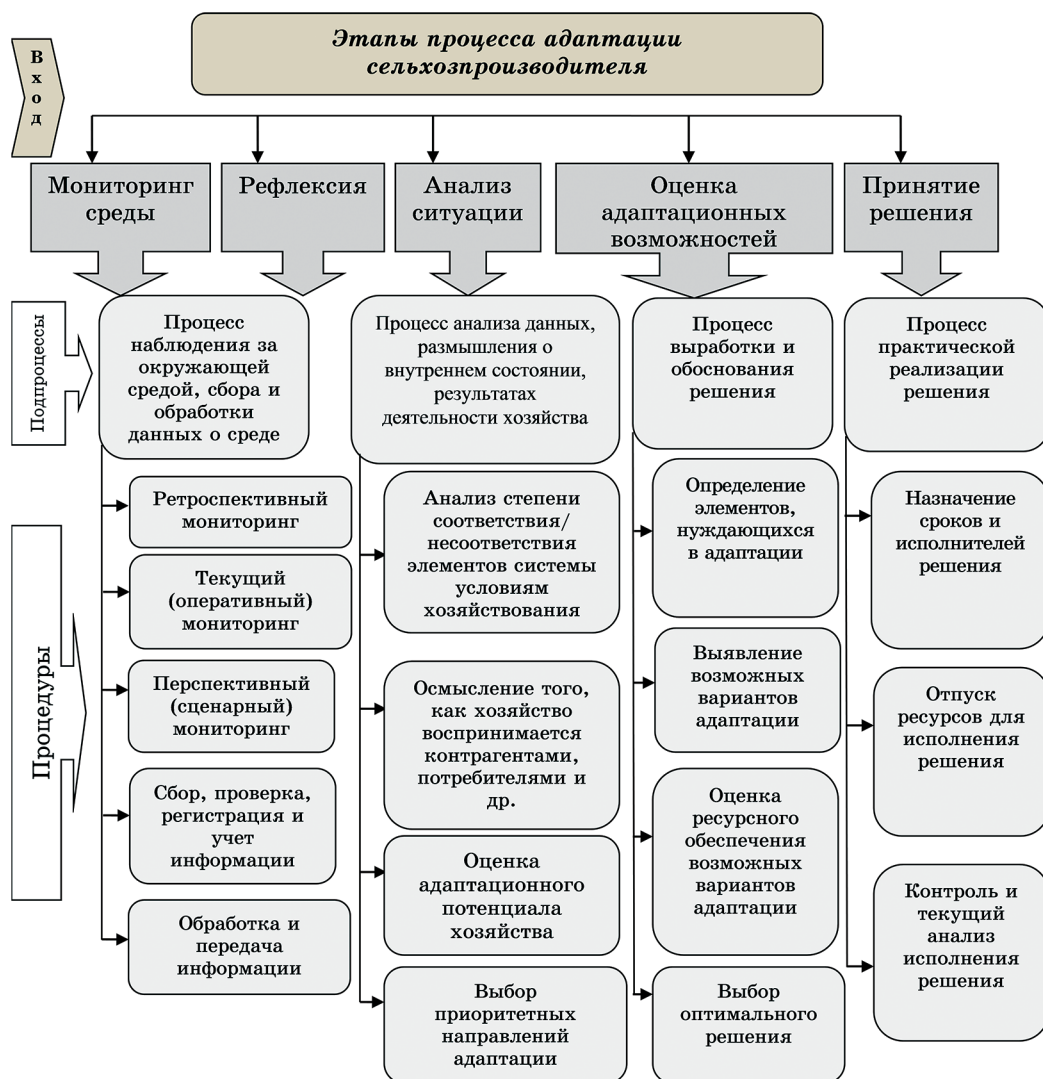 Этапы процесса адаптации
сельхозпроизводителя
Вход
Мониторинг
среды
Рефлексия
Анализ
ситуации
Оценка
адаптационных
возможностей
Принятие
решения
Подпроцессы
Процесс
наблюдения за
окружающей
средой, сбора и
обработки
данных о среде
Процесс анализа данных,
размышления о
внутреннем состоянии,
результатах
деятельности хозяйства
Процесс
выработки и
обоснования
решения
Процесс
практической
реализации
решения
Процедуры
Ретроспективный
мониторинг
Текущий
(оперативный)
мониторинг
Перспективный
(сценарный)
мониторинг
Сбор, проверка,
регистрация и
учет
информации
Обработка и
передача
информации
Анализ степени
соответствия/
несоответствия
элементов системы
условиям
хозяйствования
Осмысление того,
как хозяйство
воспринимается
контрагентами,
потребителями и
др.
Оценка
адаптационного
потенциала
хозяйства
Выбор
приоритетных
направлений
адаптации
Определение
элементов,
нуждающихся
в адаптации
Выявление
возможных
вариантов
адаптации
Оценка
ресурсного
обеспечения
возможных
вариантов
адаптации
Выбор
оптимального
решения
Назначение
сроков и
исполнителей
решения
Отпуск
ресурсов для
исполнения
решения
Контроль и
текущий
анализ
исполнения
решения